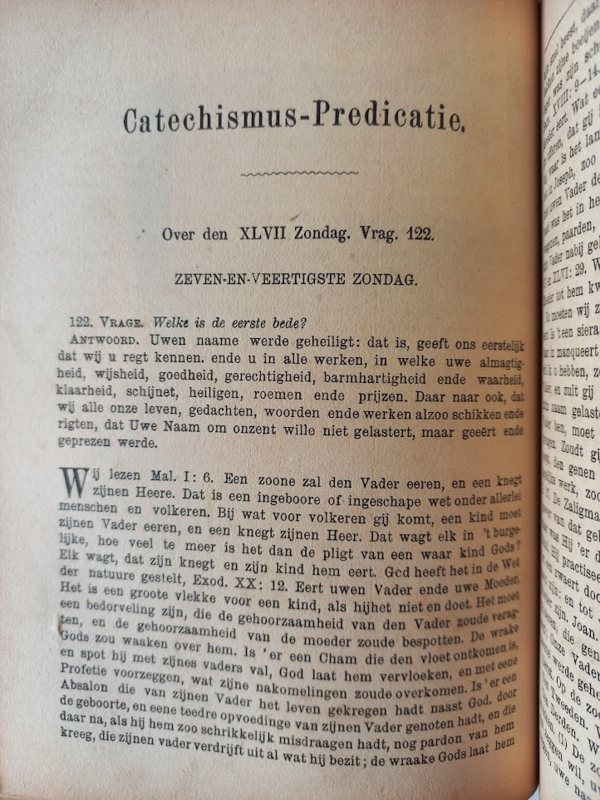 Catechismus-Predicatie.
Over den XLVII Zondag. Vrag. 122.
ZEVEN-EN-VEERTIGSTE ZONDAG.
122. VRAGE. Welke is de eerste bede?
ANTWOORD. Uwen naame werde geheiligt: dat is, geeft ons eerstelijk
dat wij u regt kennen. ende u in alle werken, in welke uwe almagtig-
heid, wijsheid, goedheid, gerechtigheid, barmhartigheid ende waarheid,
klaarheid, schijnet, heiligen, roemen ende prijzen. Daar naar ook, dat
wij alle onze leven, gedachten, woorden ende werken alzoo schikken ende
rigten, dat Uwe Naam om onzent wille niet gelastert, maar geeërt ende
geprezen werde.
Wij lezen Mal. I: 6. Een zoone zal den Vader eeren, en een knegt
zijnen Heere. Dat is een ingeboore of ingeschape wet onder allerlei
menschen en volkeren. Bij wat voor volkeren gij komt, een kind moet
zijnen Vader eeren, en een knegt zijnen Heer. Dat wagt elk in 't burge-
lijke, hoe veel te meer is het dan de pligt van een waar kind Gods?
Elk wagt, dat zijn knegt en zijn kind hem eert. God heeft het in de Wet
der natuure gestelt, Exod. XX: 12. Eert uwen Vader ende uwe Moeder.
Het is een groote vlekke voor een kind, als hijhet niet en doet. Het moet
een bedorveling zijn, die de gehoorzaamheid van den Vader zoude verag-
ten, en de gehoorzaamheid van de moeder zoude bespotten. De wrake
Gods zou waaken over hem. Is 'er een Cham die den vloet ontkomen is,
en spot hij met zijnes vaders val, God laat hem vervloeken, en met eene
Profetie voorzeggen, wat zijne nakomelingen zoude overkomen. Is 'er een
Absalon die van zijnen Vader het leven gekregen hadt naast God. door
de geboorte, en eene teedre opvoedinge van zijnen Vader genoten hadt, en die
daar na, als hij hem zoo schrikkelijk misdraagen hadt, nog pardon van hem
kreeg, die zijnen vader verdrijft uit al wat hij bezit; de wraake Gods laat hem